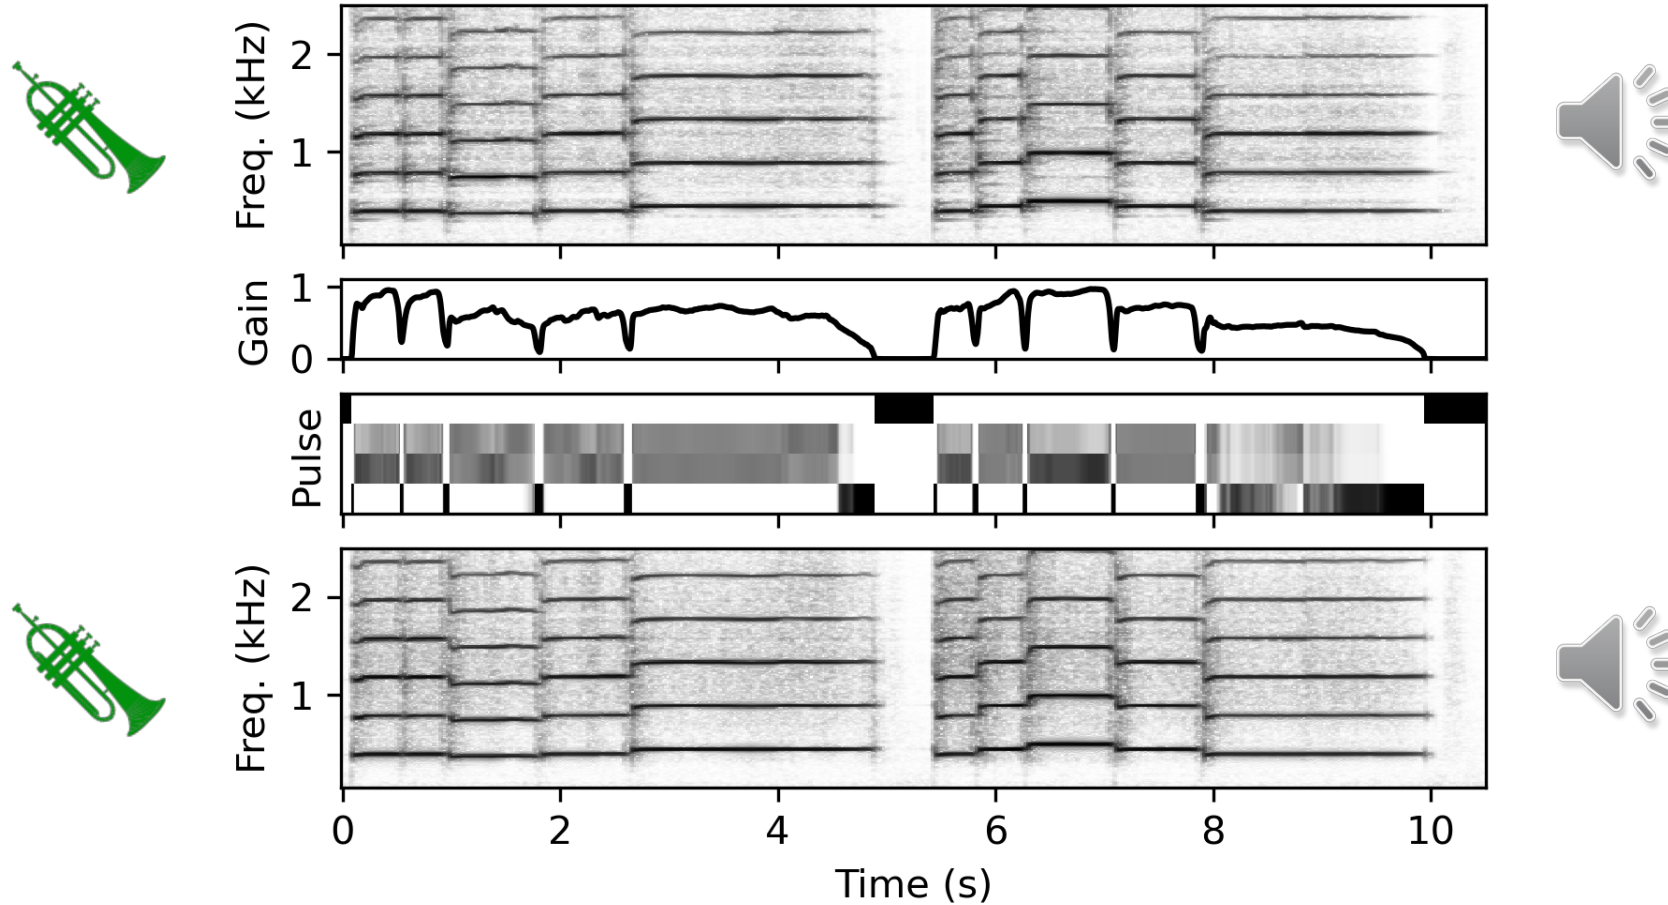 Freq. (kHz)
2
1
Gain
1
0
Pulse
Freq. (kHz)
2
1
0 2 4 6 8 10
Time (s)